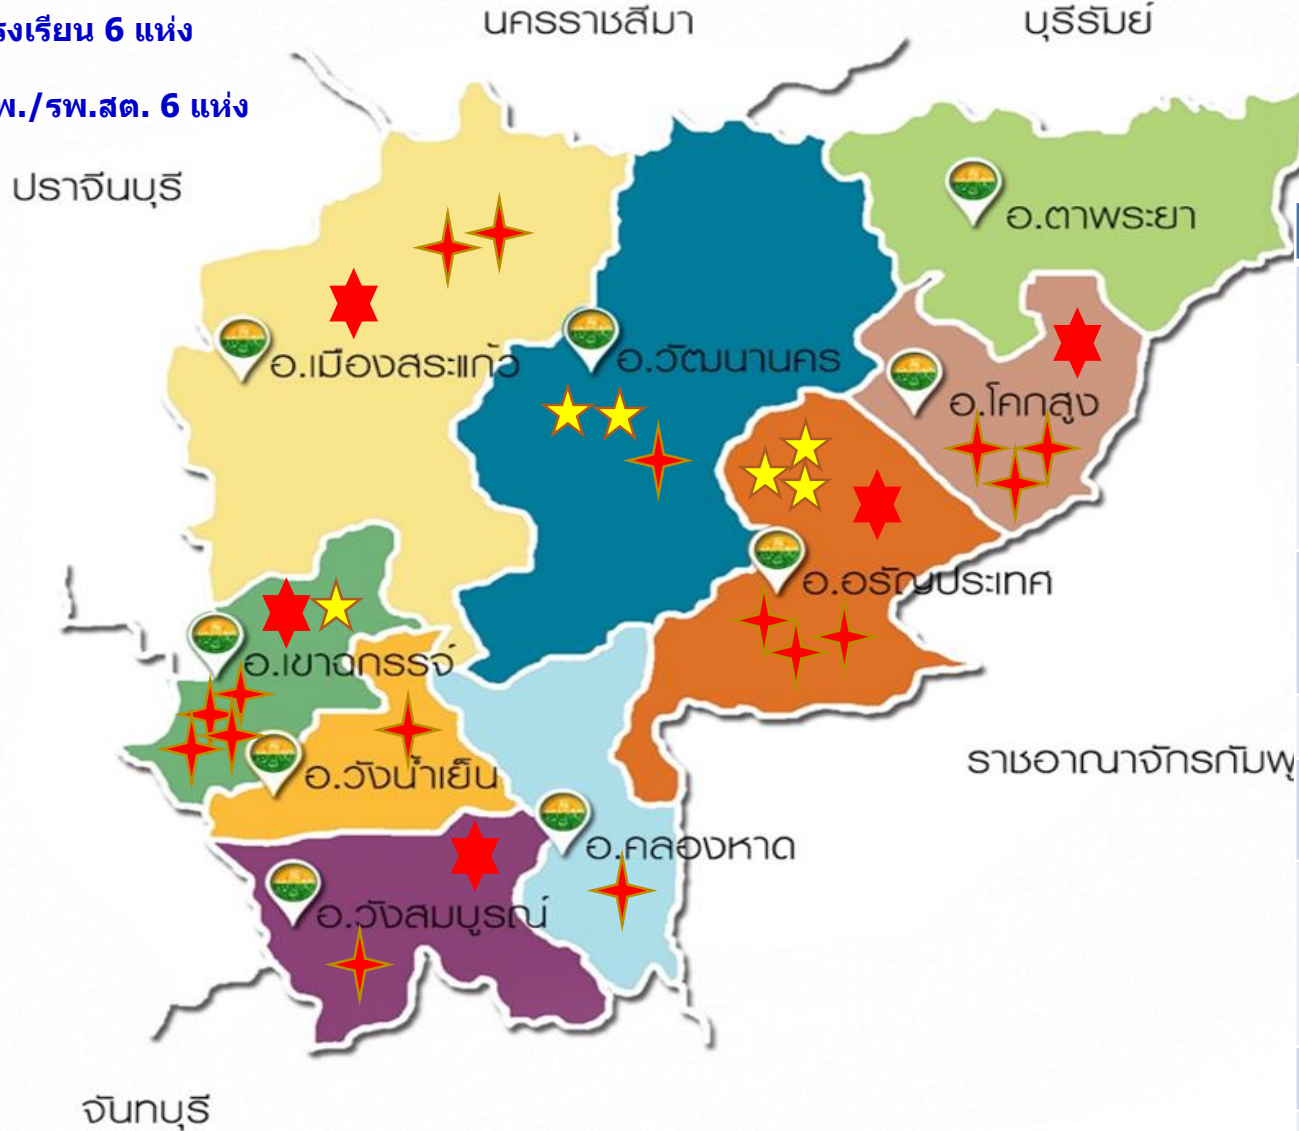 รงเรียน 6 แห่ง
พ./รพ.สต. 6 แห่ง
นครราชสีมา
บุรีรัมย์
ปราจีนบุรี
อ.ตาพระยา
อ.เมืองสระแก้ว
อ.วัฒนานคร
อ.โคกสูง
อ.อรัญประเทศ
อ.เขาฉกรรจ์
อ.วังน้ำเย็น
ราชอาณาจักรกัมพู
อ.คลองหาด
อ.วังสมบูรณ์
จันทบุรี